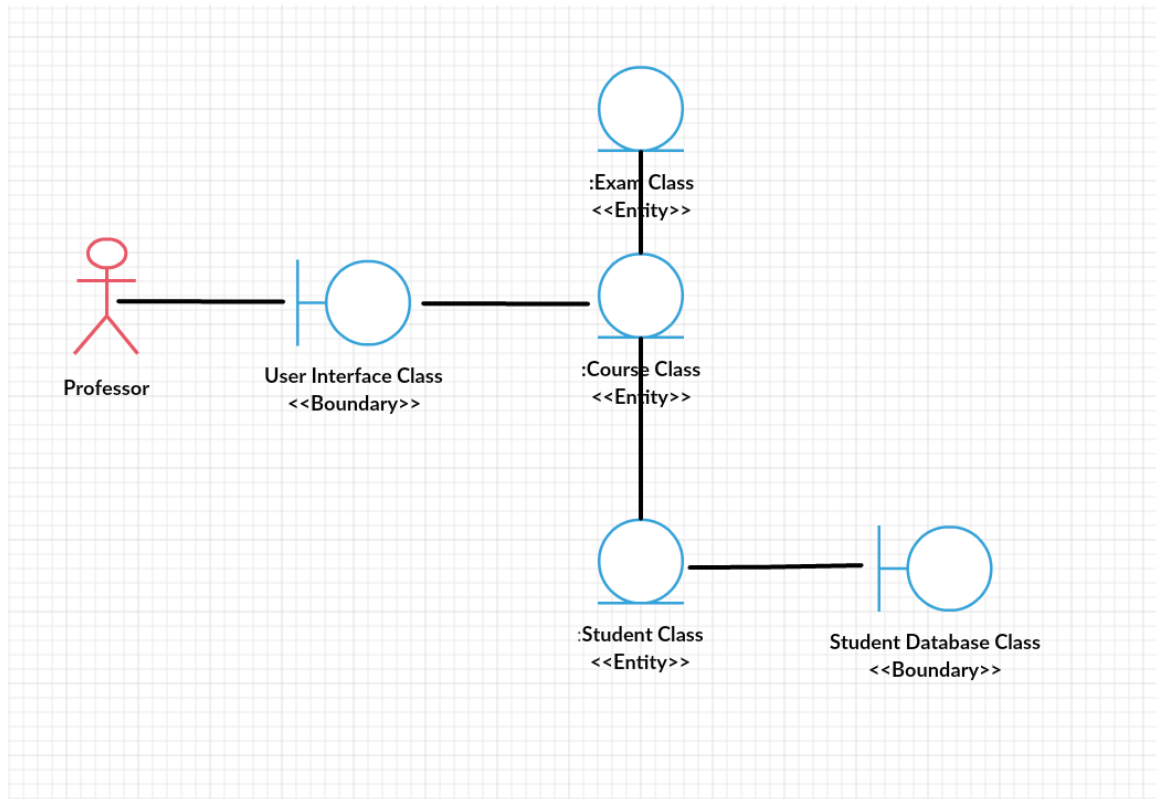 :Exam Class
<<Entity>>
Professor
User Interface Class
<<Boundary>>
:Course Class
<<Entity>>
:Student Class
<<Entity>>
Student Database Class
<<Boundary>>